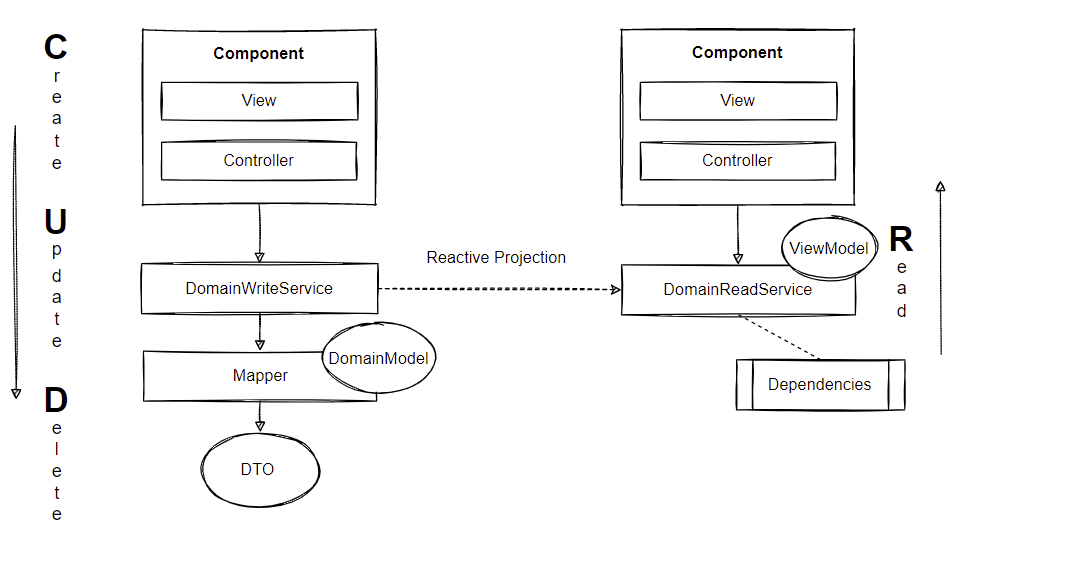 Create
Update
Delete
Component
View
Controller
DomainWriteService
DomainModel
Mapper
DTO
Reactive Projection
Component
View
Controller
ViewModel
DomainReadService
Dependencies
Read